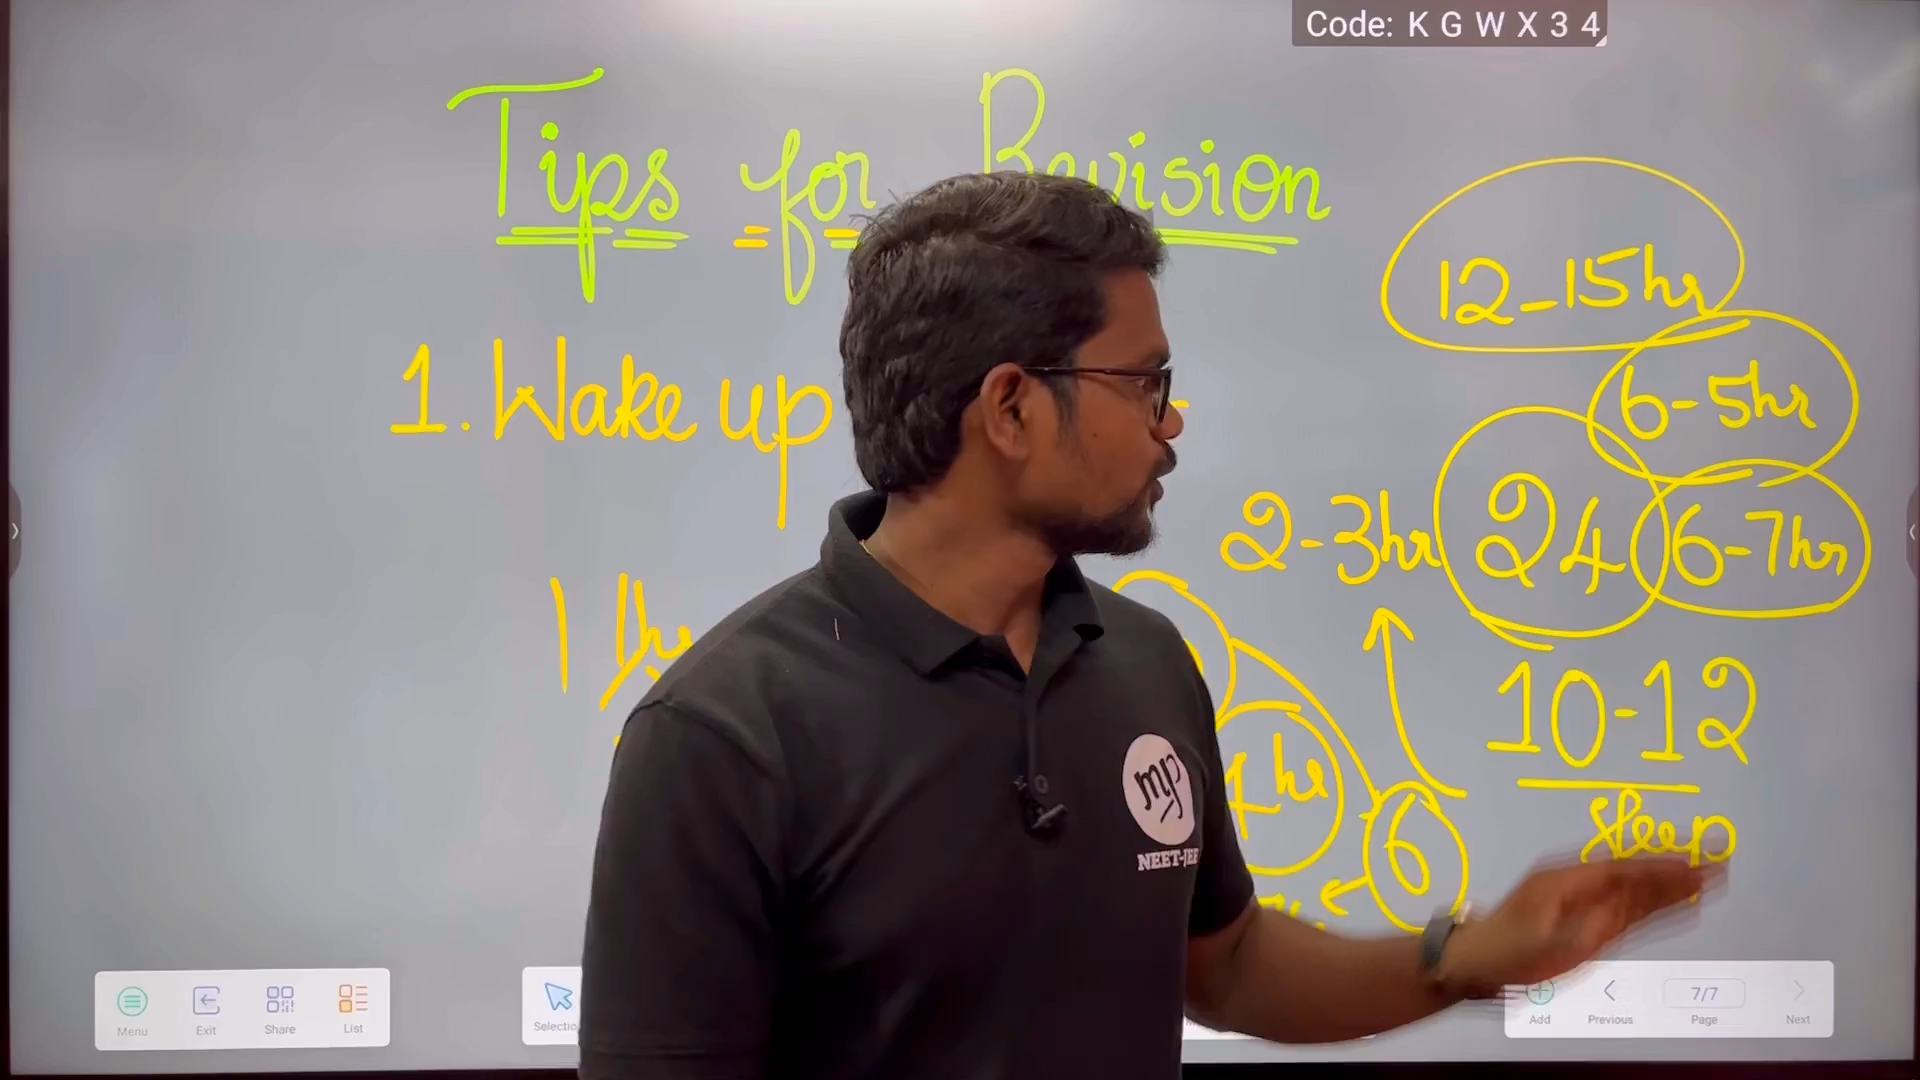 Code: K G W X 3 4
Tips for Revision
12-15hr
1. Wake up
6-5hr
2-3hr
24
6-7hr
10-12
sleep
6
mp
NEET-JEE
Menu
Exit
Share
List
Add
Previous
7/7
Page
Next